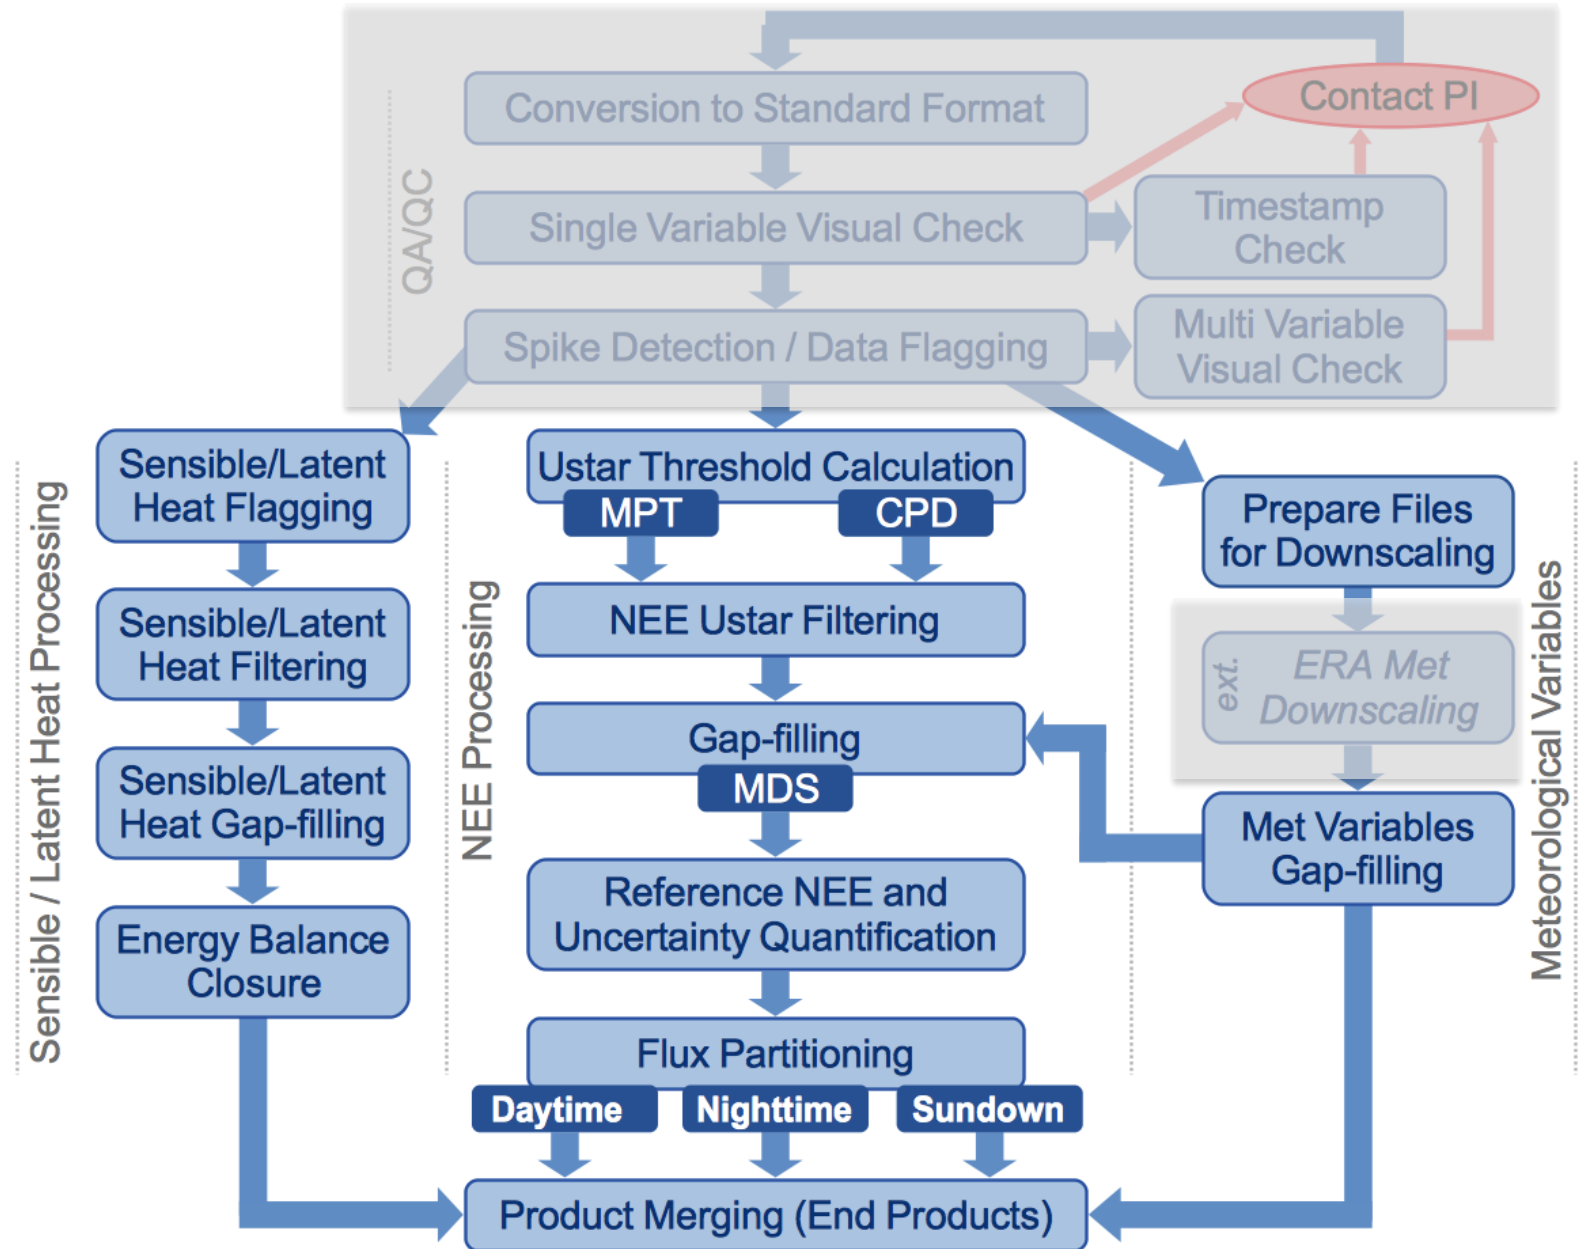 Contact PI
Conversion to Standard Format
QA/QC
Single Variable Visual Check
Timestamp
Check
Spike Detection / Data Flagging
Multi Variable
Visual Check
Sensible / Latent Heat Processing
Sensible/Latent
Heat Flagging
Sensible/Latent
Heat Filtering
Sensible/Latent
Heat Gap-filling
Energy Balance
Closure
NEE Processing
Ustar Threshold Calculation
MPT
CPD
NEE Ustar Filtering
Gap-filling
MDS
Reference NEE and
Uncertainty Quantification
Flux Partitioning
Daytime
Nighttime
Sundown
Meteorological Variables
Prepare Files
for Downscaling
ext.
ERA Met
Downscaling
Met Variables
Gap-filling
Product Merging (End Products)